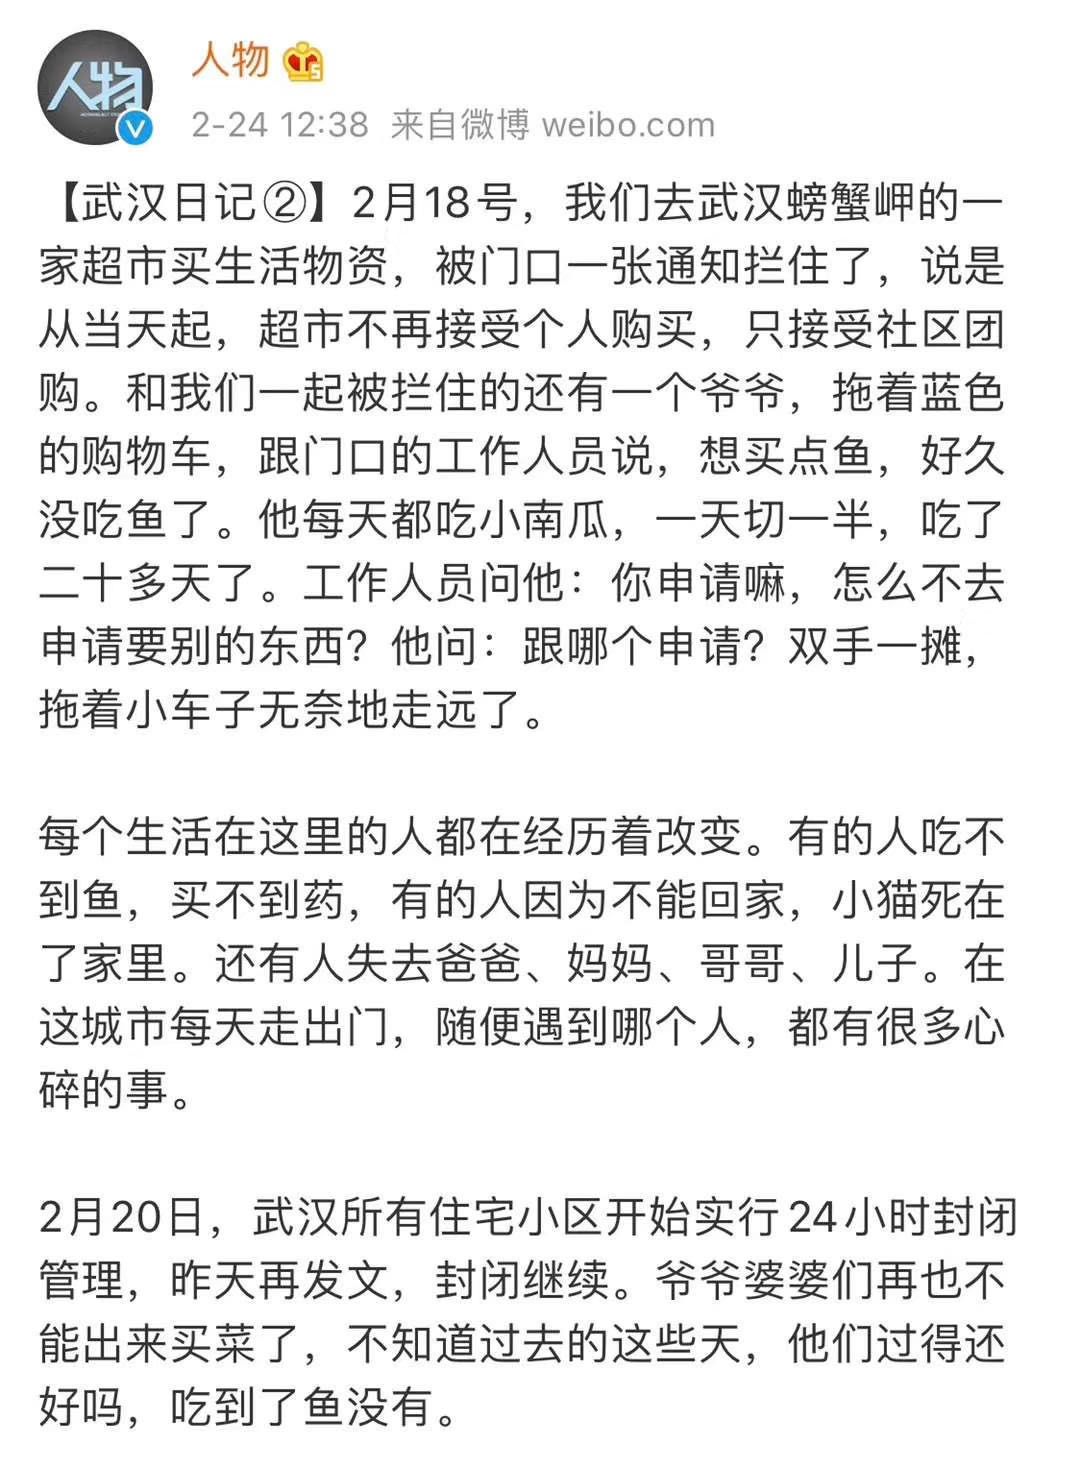 人物
人物
2-24 12:38 来自微博 weibo.com
【武汉日记②】2月18号，我们去武汉螃蟹岬的一
家超市买生活物资，被门口一张通知拦住了，说是
从当天起，超市不再接受个人购买，只接受社区团
购。和我们一起被拦住的还有一个爷爷，拖着蓝色
的购物车，跟门口的工作人员说，想买点鱼，好久
没吃鱼了。他每天都吃小南瓜，一天切一半，吃了
二十多天了。工作人员问他：你申请嘛，怎么不去
申请要别的东西？他问：跟哪个申请？双手一摊，
拖着小车子无奈地走远了。
每个生活在这里的人都在经历着改变。有的人吃不
到鱼，买不到药，有的人因为不能回家，小猫死在
了家里。还有人失去爸爸、妈妈、哥哥、儿子。在
这城市每天走出门，随便遇到哪个人，都有很多心
碎的事。
2月20日，武汉所有住宅小区开始实行24小时封闭
管理，昨天再发文，封闭继续。爷爷婆婆们再也不
能出来买菜了，不知道过去的这些天，他们过得还
好吗，吃到了鱼没有。